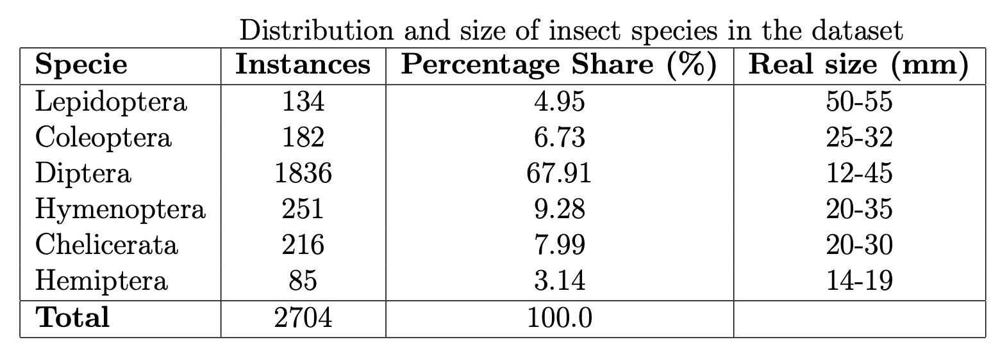 Distribution and size of insect species in the dataset
Specie Instances Percentage Share (%) Real size (mm)
Lepidoptera 134 4.95 50-55
Coleoptera 182 6.73 25-32
Diptera 1836 67.91 12-45
Hymenoptera 251 9.28 20-35
Chelicerata 216 7.99 20-30
Hemiptera 85 3.14 14-19
Total 2704 100.0